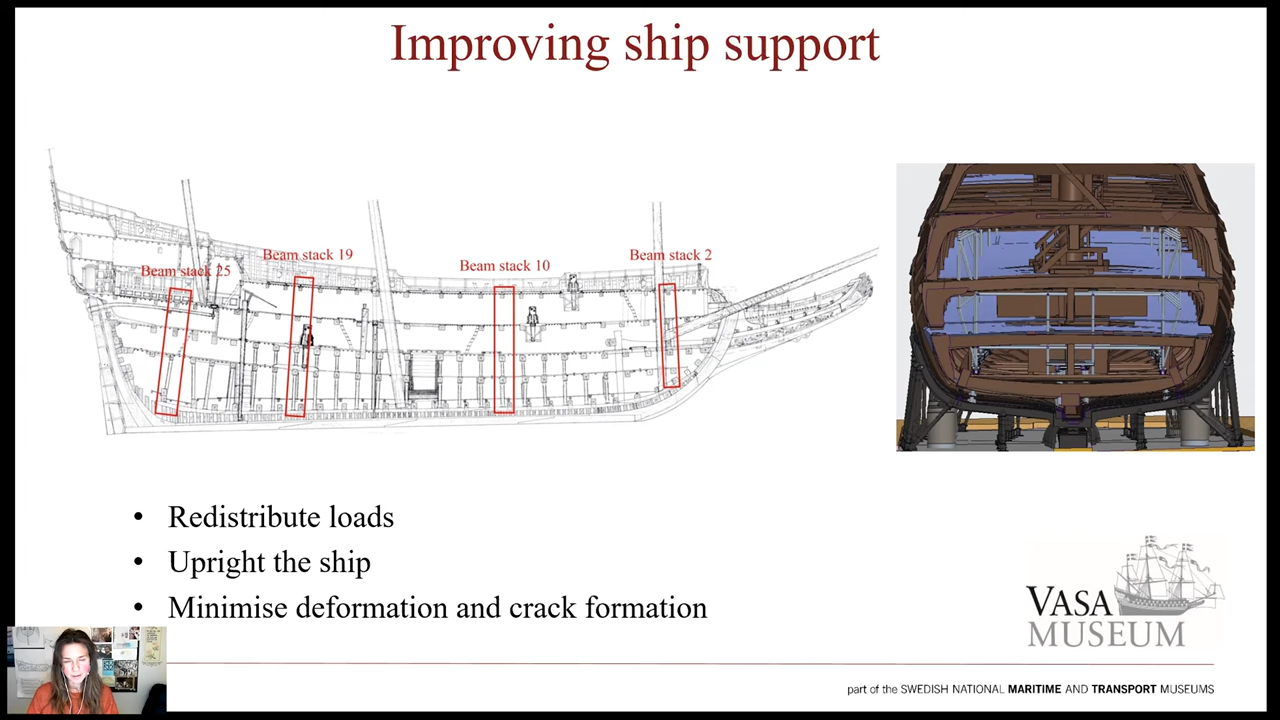 Improving ship support
Beam stack 25
Beam stack 19
Beam stack 10
Beam stack 2
• Redistribute loads
• Upright the ship
• Minimise deformation and crack formation
VASA
MUSEUM
part of the SWEDISH NATIONAL MARITIME AND TRANSPORT MUSEUMS